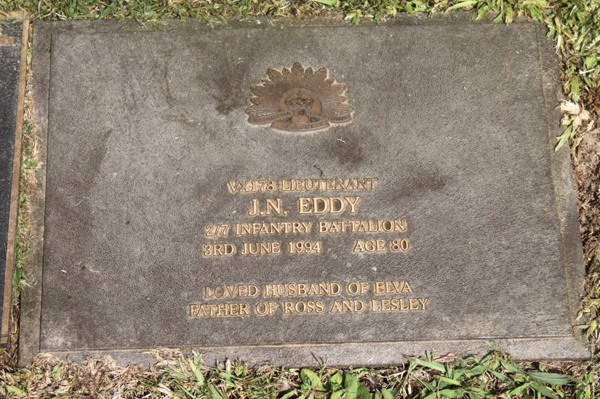 VX178 LIEUTENANT
J.N. EDDY
2/7 INFANTRY BATTALION
3RD JUNE 1994 AGE 80
LOVED HUSBAND OF ELVA
FATHER OF ROSS AND LESLEY